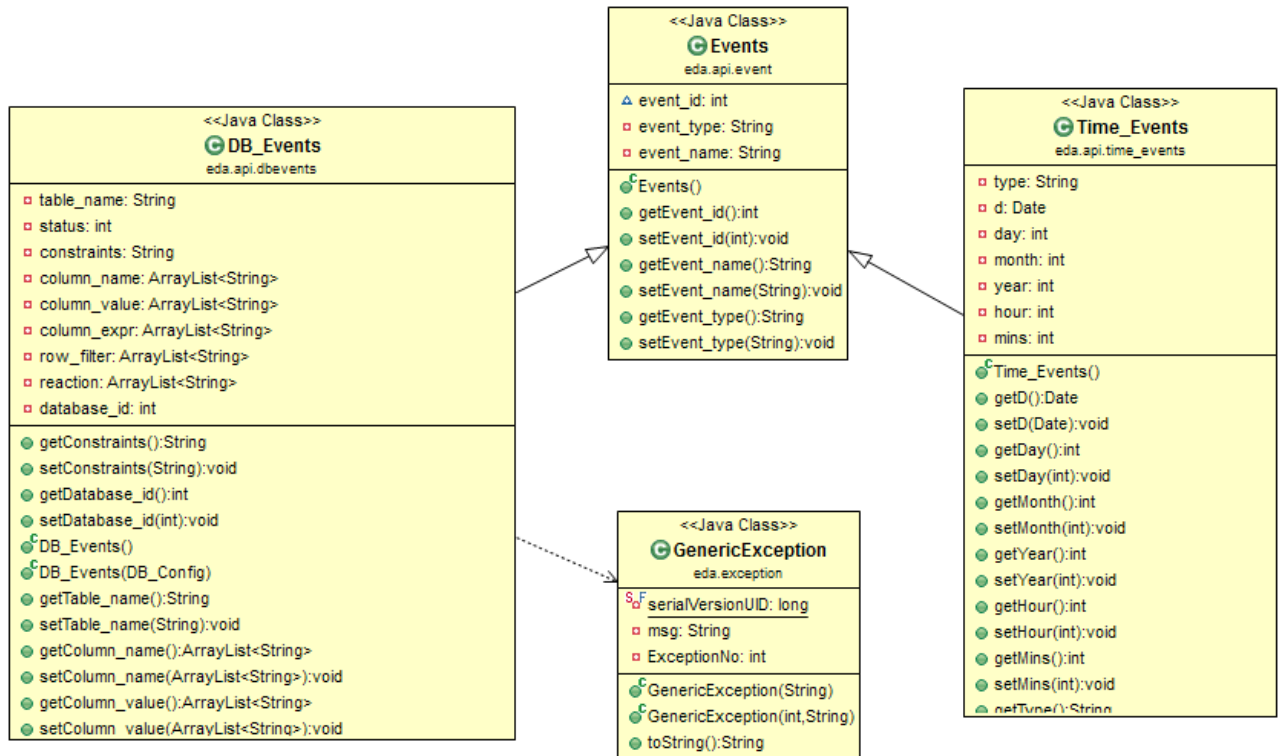 <<Java Class>>
DB_Events
eda.api.dbevents
table_name: String
status: int
constraints: String
column_name: ArrayList<String>
column_value: ArrayList<String>
column_expr: ArrayList<String>
row_filter: ArrayList<String>
reaction: ArrayList<String>
database_id: int
getConstraints():String
setConstraints(String):void
getDatabase_id():int
setDatabase_id(int):void
DB_Events()
DB_Events(DB_Config)
getTable_name():String
setTable_name(String):void
getColumn_name():ArrayList<String>
setColumn_name(ArrayList<String>):void
getColumn_value():ArrayList<String>
setColumn_value(ArrayList<String>):void
<<Java Class>>
Events
eda.api.event
event_id: int
event_type: String
event_name: String
Events()
getEvent_id():int
setEvent_id(int):void
getEvent_name():String
setEvent_name(String):void
getEvent_type():String
setEvent_type(String):void
<<Java Class>>
GenericException
eda.exception
serialVersionUID: long
msg: String
ExceptionNo: int
GenericException(String)
GenericException(int,String)
toString():String
<<Java Class>>
Time_Events
eda.api.time_events
type: String
d: Date
day: int
month: int
year: int
hour: int
mins: int
Time_Events()
getD():Date
setD(Date):void
getDay():int
setDay(int):void
getMonth():int
setMonth(int):void
getYear():int
setYear(int):void
getHour():int
setHour(int):void
getMins():int
setMins(int):void
getType():String